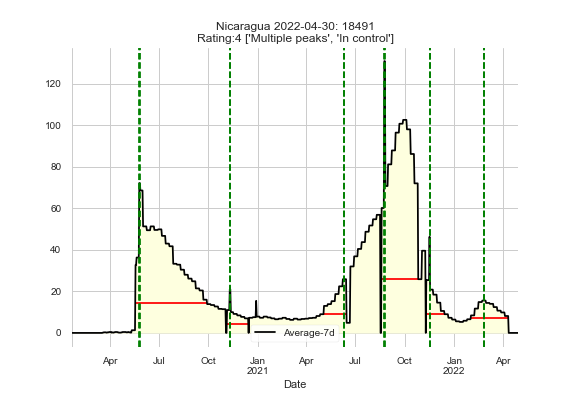 Nicaragua 2022-04-30: 18491
Rating:4 ['Multiple peaks', 'In control']
120
100
80
60
40
20
0
Average-7d
Apr Jul Oct Jan Apr Jul Oct Jan Apr
2021 2022
Date